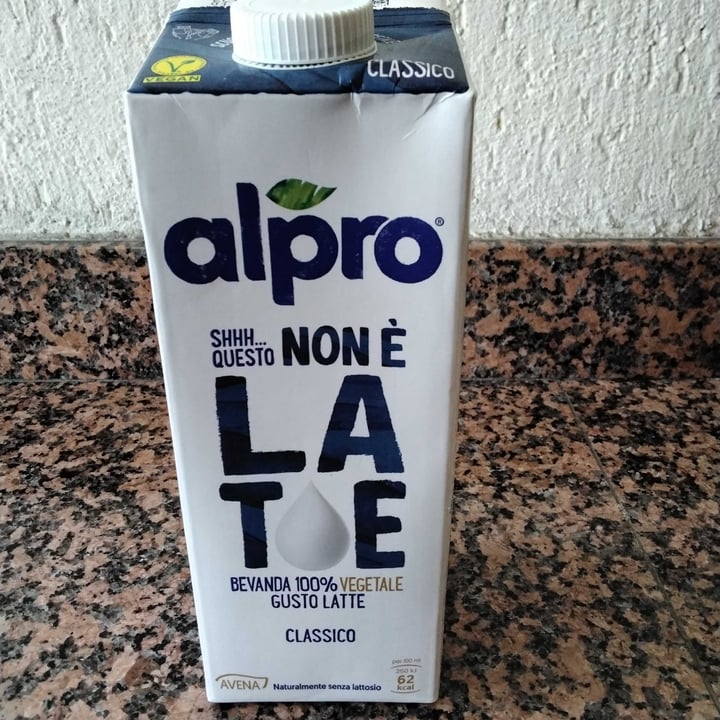 VEGAN
CLASSICO
alpro®
SHHH...
QUESTO NON È
LA
T E
BEVANDA 100% VEGETALE
GUSTO LATTE
CLASSICO
per 100 ml
260 kJ
62
kcal
AVENA
Naturalmente senza lattosio